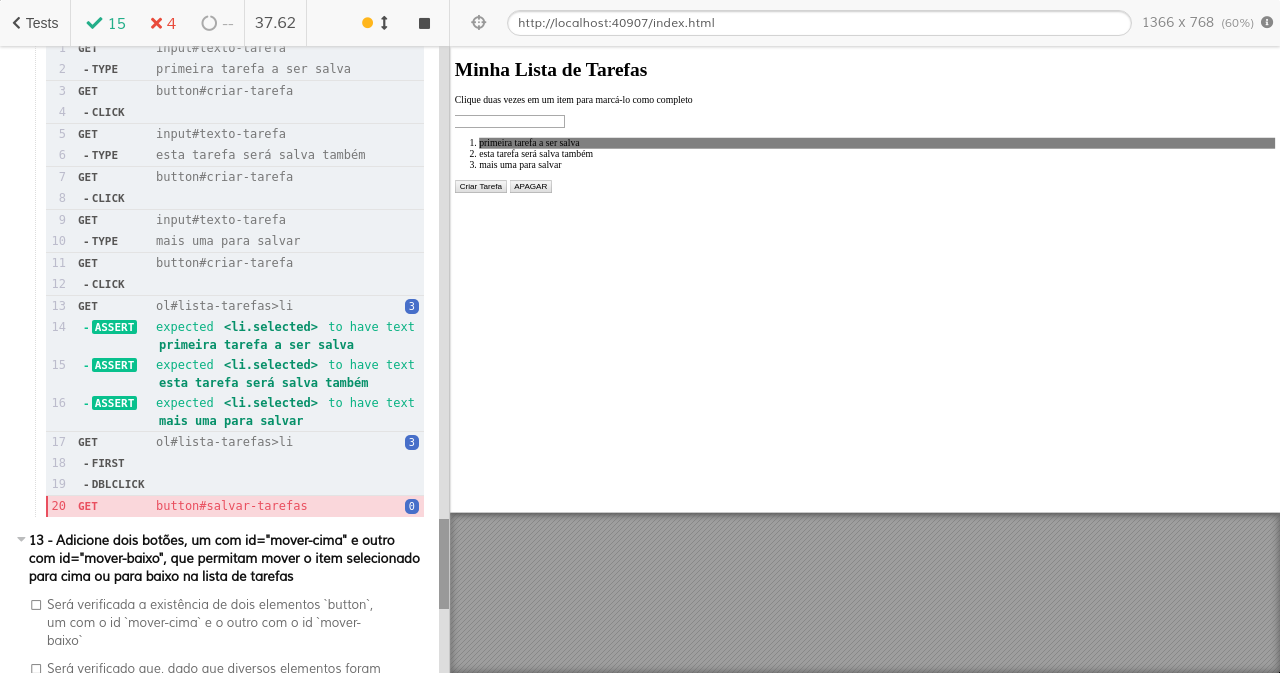 Tests 15 4 -- 37.62 http://localhost:40907/index.html 1366 x 768 (60%)
1 GET input#texto-tarefa
2 - TYPE primeira tarefa a ser salva
3 GET button#criar-tarefa
4 - CLICK
5 GET input#texto-tarefa
6 - TYPE esta tarefa será salva também
7 GET button#criar-tarefa
8 - CLICK
9 GET input#texto-tarefa
10 - TYPE mais uma para salvar
11 GET button#criar-tarefa
12 - CLICK
13 GET ol#lista-tarefas>li 3
14 - ASSERT expected <li.selected> to have text
primeira tarefa a ser salva
15 - ASSERT expected <li.selected> to have text
esta tarefa será salva também
16 - ASSERT expected <li.selected> to have text
mais uma para salvar
17 GET ol#lista-tarefas>li 3
18 - FIRST
19 - DBLCLICK
20 GET button#salvar-tarefas 0
13 - Adicione dois botões, um com id="mover-cima" e outro
com id="mover-baixo", que permitam mover o item selecionado
para cima ou para baixo na lista de tarefas
Será verificada a existência de dois elementos `button`,
um com o id `mover-cima` e o outro com o id `mover-
baixo`
Será verificado que, dado que diversos elementos foram
Minha Lista de Tarefas
Clique duas vezes em um item para marcá-lo como completo
1. primeira tarefa a ser salva
2. esta tarefa será salva também
3. mais uma para salvar
Criar Tarefa APAGAR